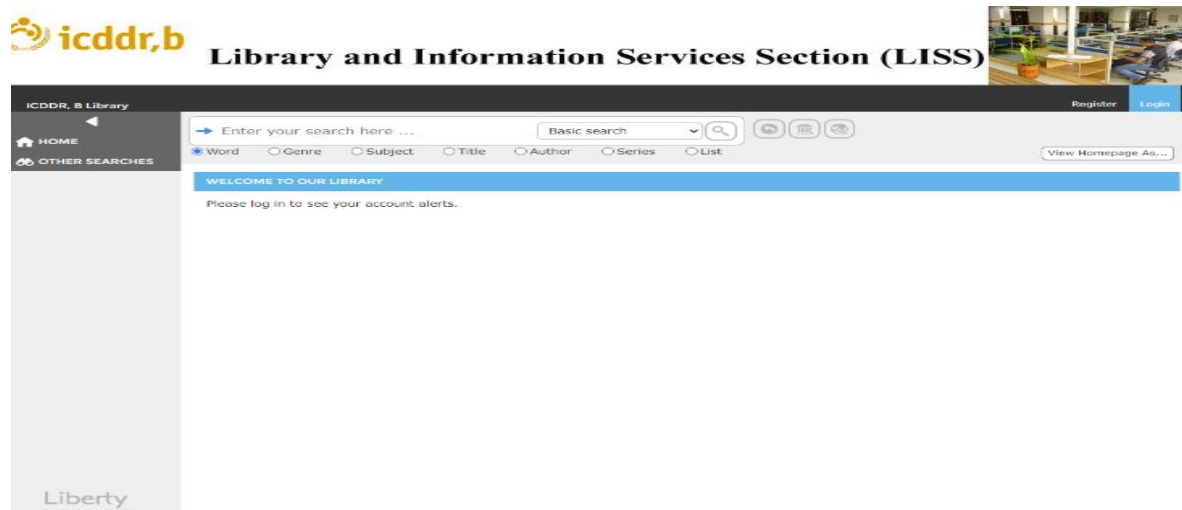 icddr,b
Library and Information Services Section (LISS)
ICDDR, B Library
Register Login
HOME
OTHER SEARCHES
Enter your search here ... Basic search
Word Genre Subject Title Author Series List
View Homepage As...
WELCOME TO OUR LIBRARY
Please log in to see your account alerts.
Liberty